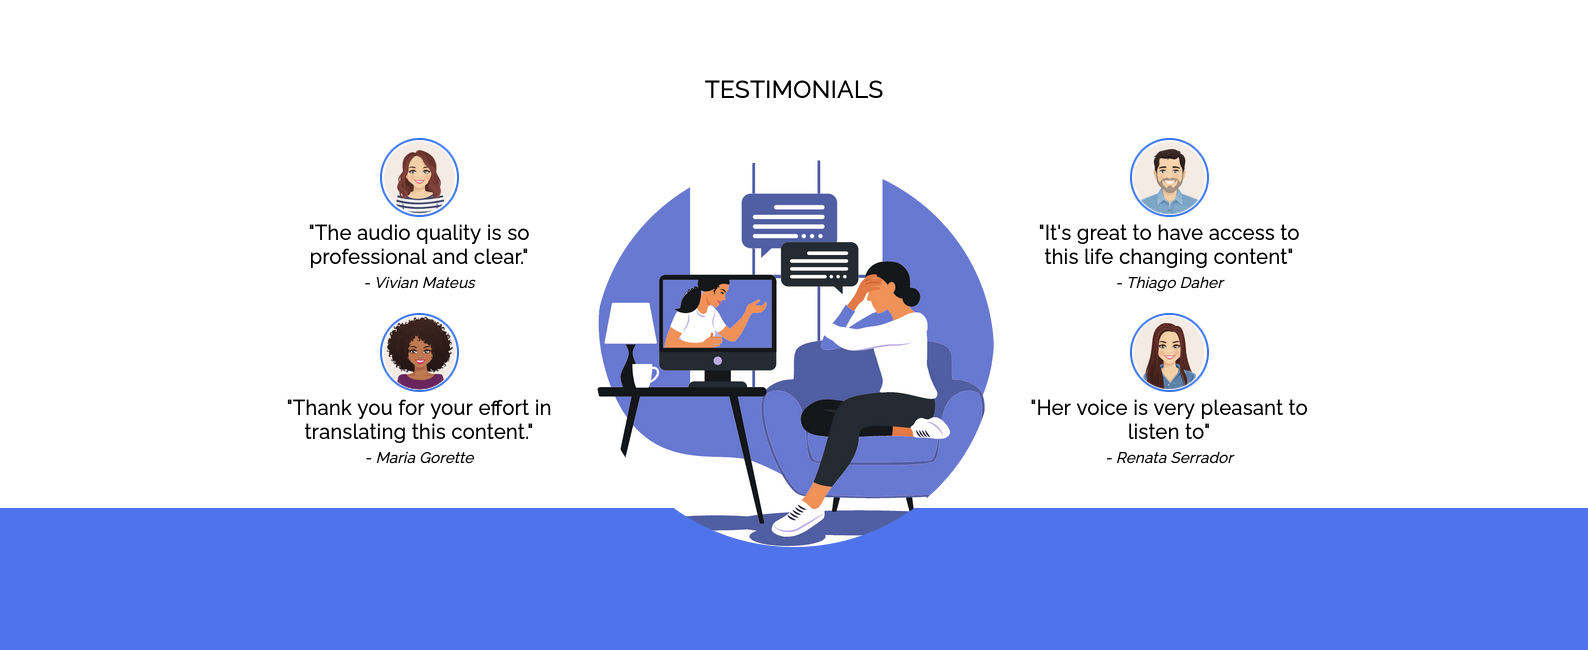 TESTIMONIALS
"The audio quality is so
professional and clear."
- Vivian Mateus
"Thank you for your effort in
translating this content."
- Maria Gorette
"It's great to have access to
this life changing content"
- Thiago Daher
"Her voice is very pleasant to
listen to"
- Renata Serrador